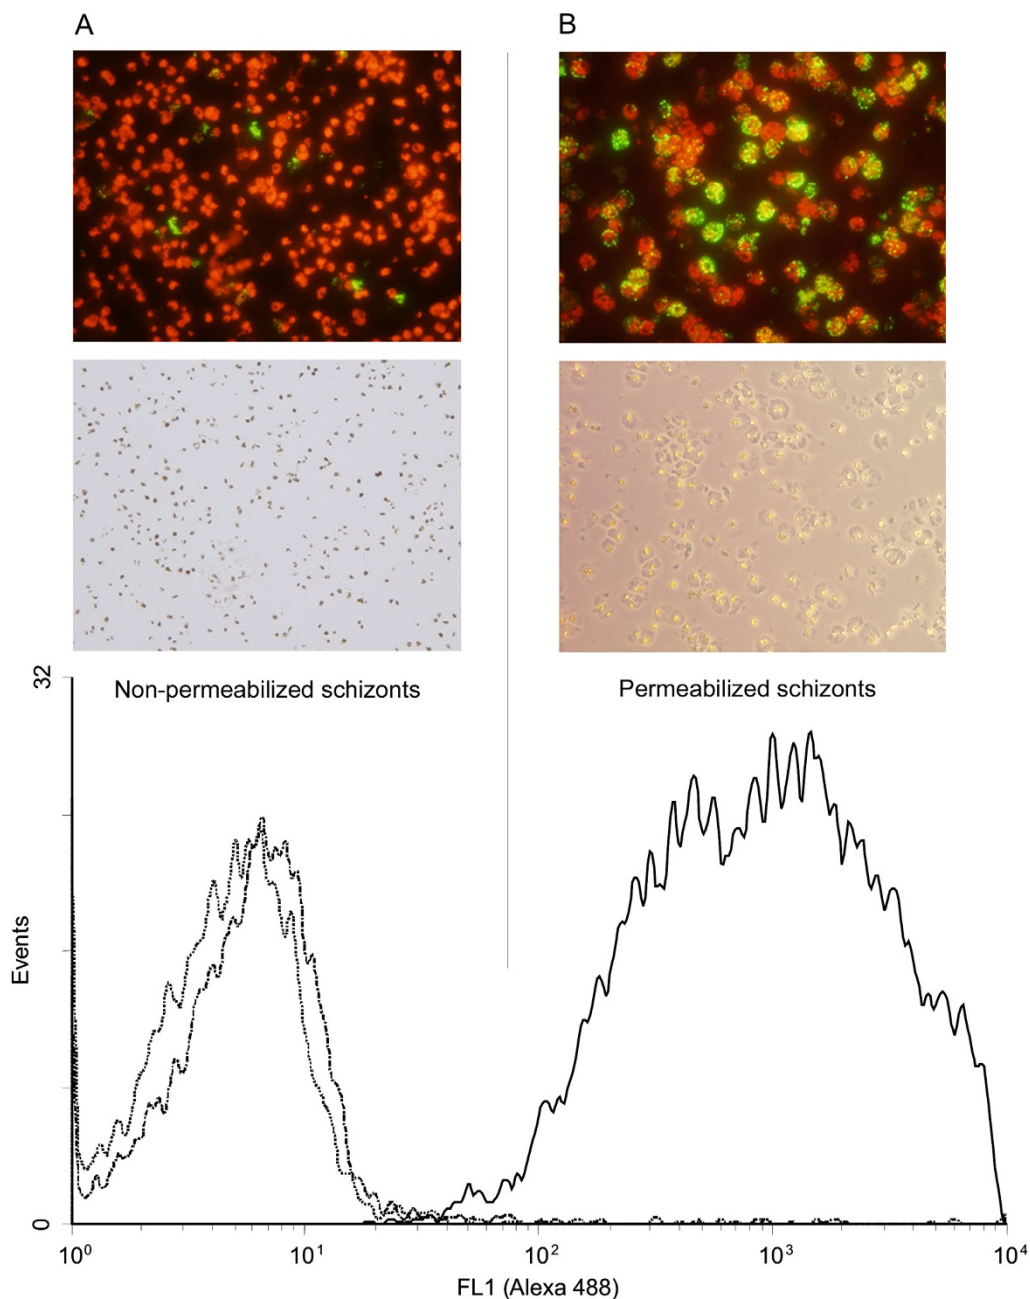 A
B
Non-permeabilized schizonts
Permeabilized schizonts
32
Events
0
10⁰
10¹
10²
10³
10⁴
FL1 (Alexa 488)